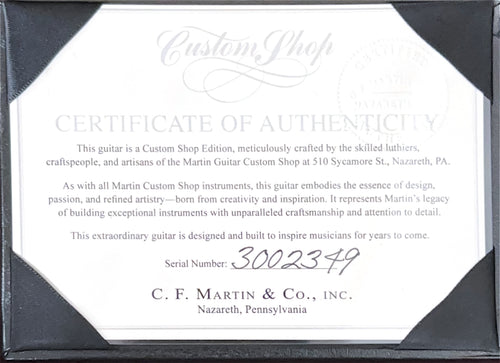 Custom Shop
CERTIFICATE OF AUTHENTICITY
This guitar is a Custom Shop Edition, meticulously crafted by the skilled luthiers,
craftspeople, and artisans of the Martin Guitar Custom Shop at 510 Sycamore St., Nazareth, PA.
As with all Martin Custom Shop instruments, this guitar embodies the essence of design,
passion, and refined artistry—born from creativity and inspiration. It represents Martin's legacy
of building exceptional instruments with unparalleled craftsmanship and attention to detail.
This extraordinary guitar is designed and built to inspire musicians for years to come.
Serial Number: 3002349
C. F. MARTIN & CO., INC.
Nazareth, Pennsylvania